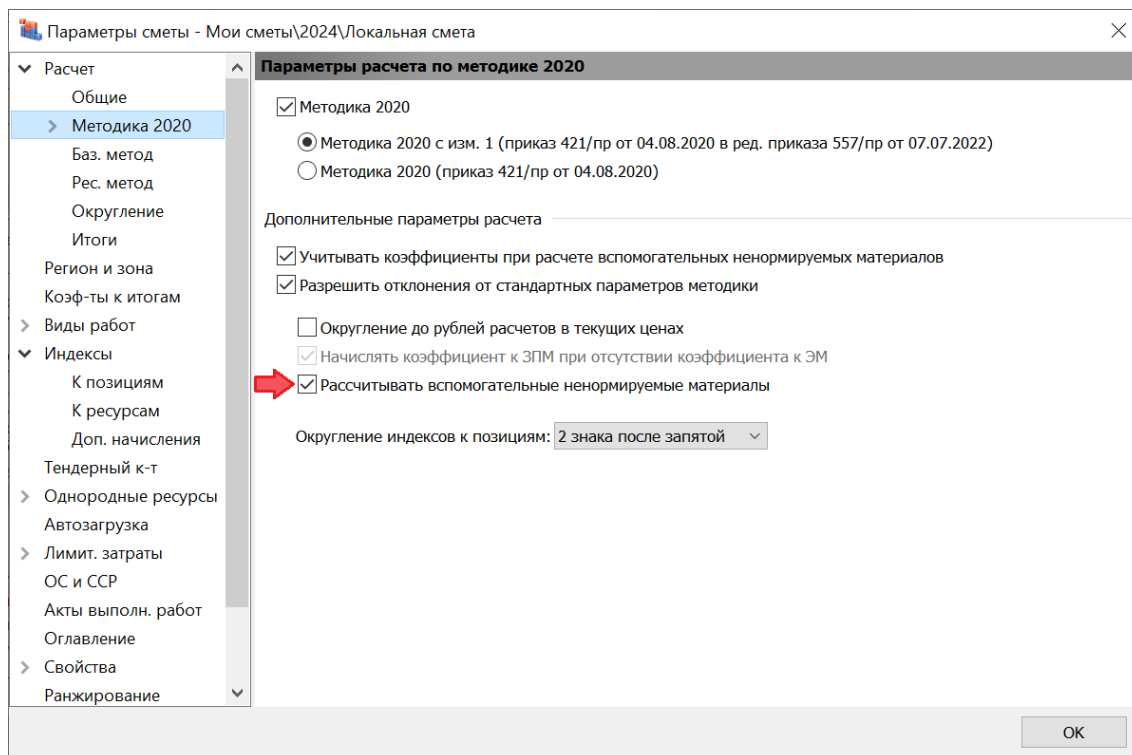 Параметры сметы - Мои сметы\2024\Локальная смета
Расчет
Общие
Методика 2020
Баз. метод
Рес. метод
Округление
Итоги
Регион и зона
Коэф-ты к итогам
Виды работ
Индексы
К позициям
К ресурсам
Доп. начисления
Тендерный к-т
Однородные ресурсы
Автозагрузка
Лимит. затраты
ОС и ССР
Акты выполн. работ
Оглавление
Свойства
Ранжирование
Параметры расчета по методике 2020
Методика 2020
Методика 2020 с изм. 1 (приказ 421/пр от 04.08.2020 в ред. приказа 557/пр от 07.07.2022)
Методика 2020 (приказ 421/пр от 04.08.2020)
Дополнительные параметры расчета
Учитывать коэффициенты при расчете вспомогательных ненормируемых материалов
Разрешить отклонения от стандартных параметров методики
Округление до рублей расчетов в текущих ценах
Начислять коэффициент к ЗПМ при отсутствии коэффициента к ЭМ
Рассчитывать вспомогательные ненормируемые материалы
Округление индексов к позициям: 2 знака после запятой
ОК